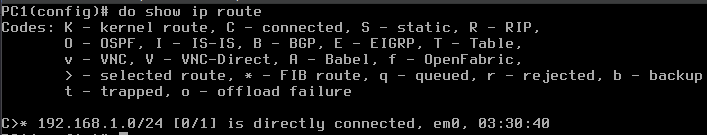 PC1(config)# do show ip route
Codes: K - kernel route, C - connected, S - static, R - RIP,
O - OSPF, I - IS-IS, B - BGP, E - EIGRP, T - Table,
v - VNC, V - VNC-Direct, A - Babel, f - OpenFabric,
> - selected route, * - FIB route, q - queued, r - rejected, b - backup
t - trapped, o - offload failure
C>* 192.168.1.0/24 [0/1] is directly connected, em0, 03:30:40